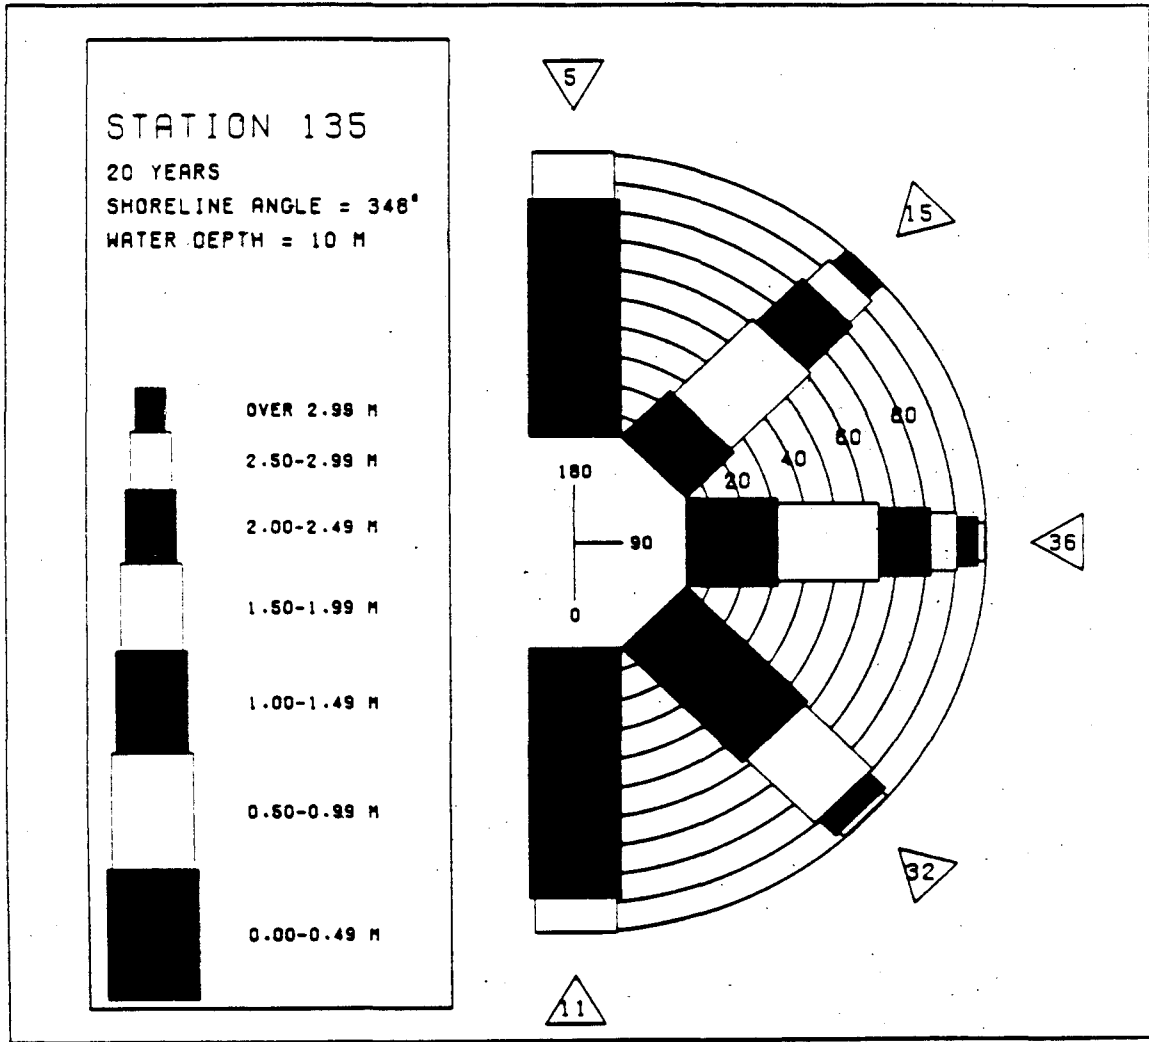 STATION 135
20 YEARS
SHORELINE ANGLE = 348°
WATER DEPTH = 10 M
OVER 2.99 M
2.50-2.99 M
2.00-2.49 M
1.50-1.99 M
1.00-1.49 M
0.50-0.99 M
0.00-0.49 M
5
15
80
60
40
20
180
90
0
36
32
11